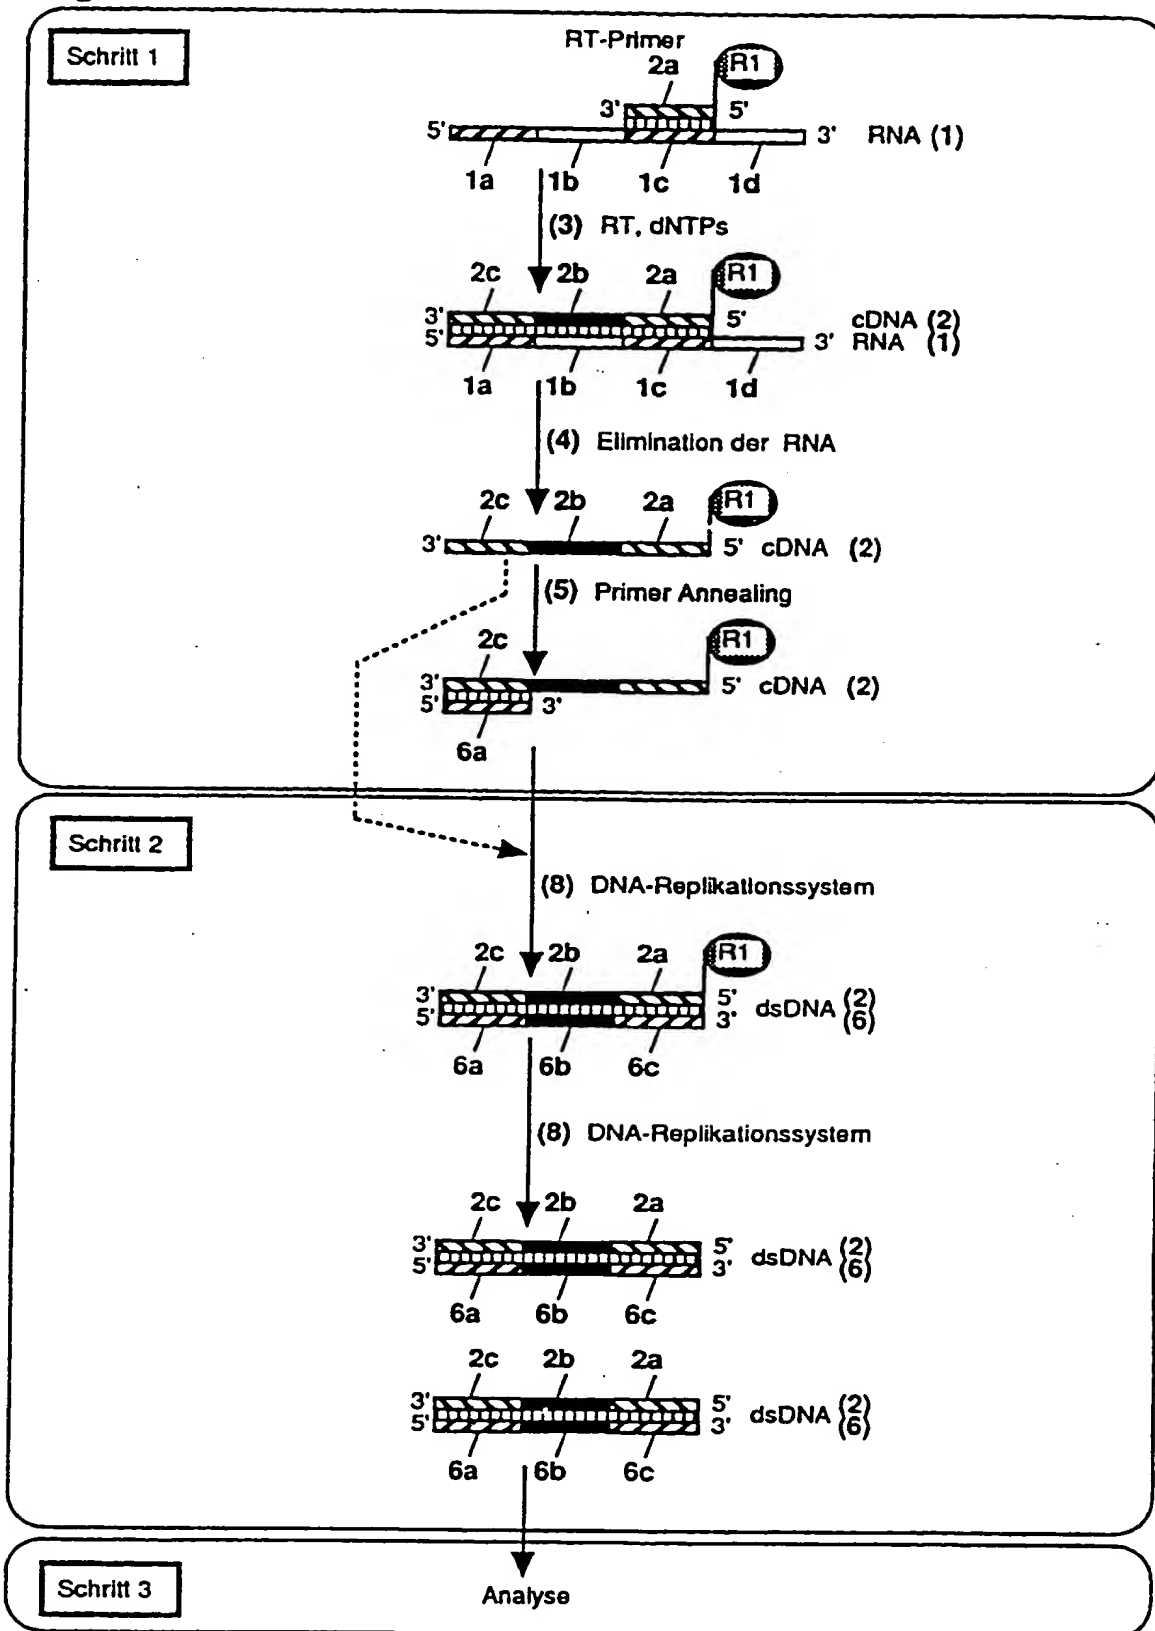 Schritt 1
RT-Primer
2a
R1
3' 5'
5' 3' RNA (1)
1a 1b 1c 1d
(3) RT, dNTPs
2c 2b 2a R1
3' 5' cDNA (2)
5' 3' RNA (1)
1a 1b 1c 1d
(4) Elimination der RNA
2c 2b 2a R1
3' 5' cDNA (2)
(5) Primer Annealing
2c R1
3' 5' cDNA (2)
5' 3'
6a
Schritt 2
(8) DNA-Replikationssystem
2c 2b 2a R1
3' 5' dsDNA (2)
5' 3' (6)
6a 6b 6c
(8) DNA-Replikationssystem
2c 2b 2a
3' 5' dsDNA (2)
5' 3' (6)
6a 6b 6c
2c 2b 2a
3' 5' dsDNA (2)
5' 3' (6)
6a 6b 6c
Schritt 3
Analyse